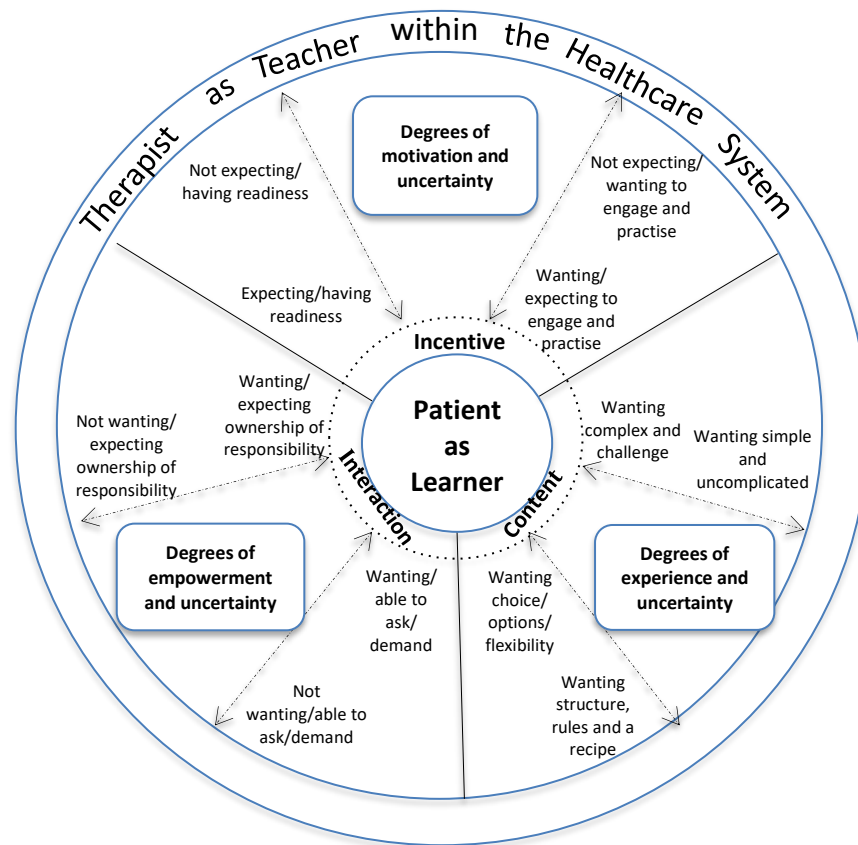 Therapist as Teacher within the Healthcare System
Degrees of
motivation and
uncertainty
Not expecting/
having readiness
Not expecting/
wanting to
engage and
practise
Expecting/having
readiness
Wanting/
expecting to
engage and
practise
Incentive
Patient
as
Learner
Interaction
Content
Wanting/
expecting
ownership of
responsibility
Not wanting/
expecting
ownership of
responsibility
Wanting
complex and
challenge
Wanting simple
and
uncomplicated
Degrees of
empowerment
and uncertainty
Degrees of
experience and
uncertainty
Wanting/
able to
ask/
demand
Wanting
choice/
options/
flexibility
Not
wanting/able to
ask/demand
Wanting
structure,
rules and a
recipe